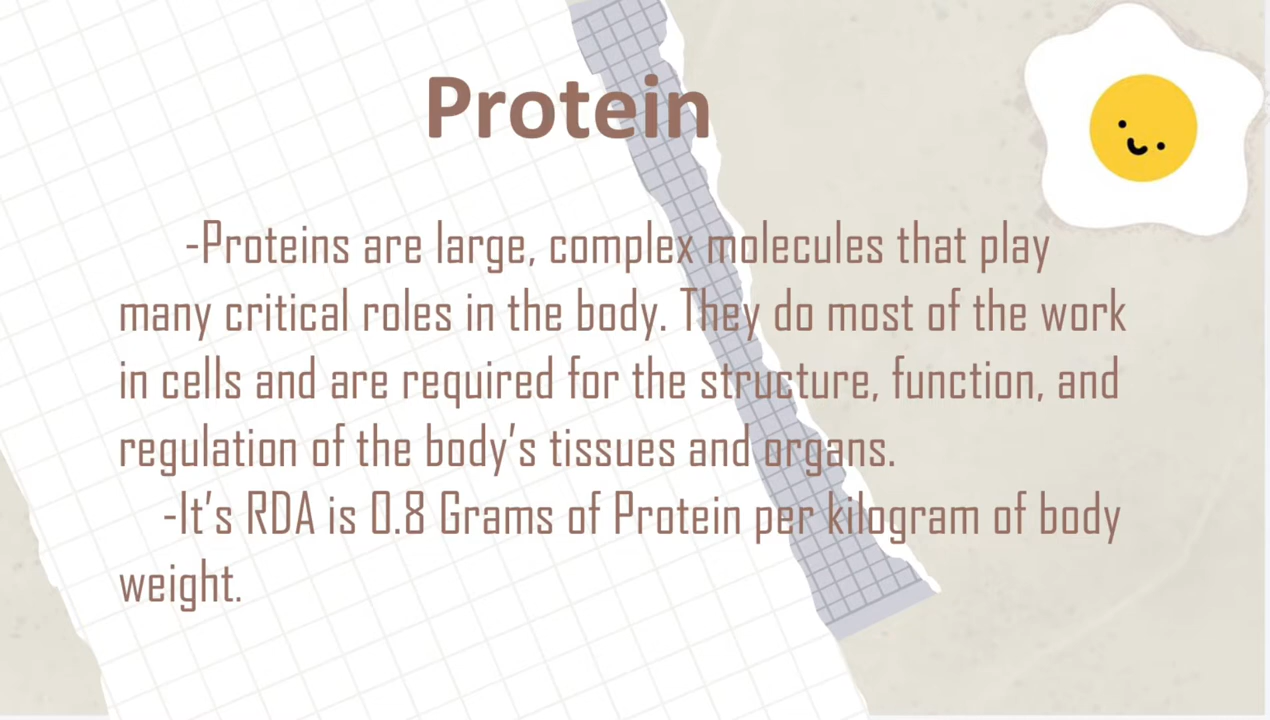 Protein
-Proteins are large, complex molecules that play
many critical roles in the body. They do most of the work
in cells and are required for the structure, function, and
regulation of the body's tissues and organs.
-It's RDA is 0.8 Grams of Protein per kilogram of body
weight.